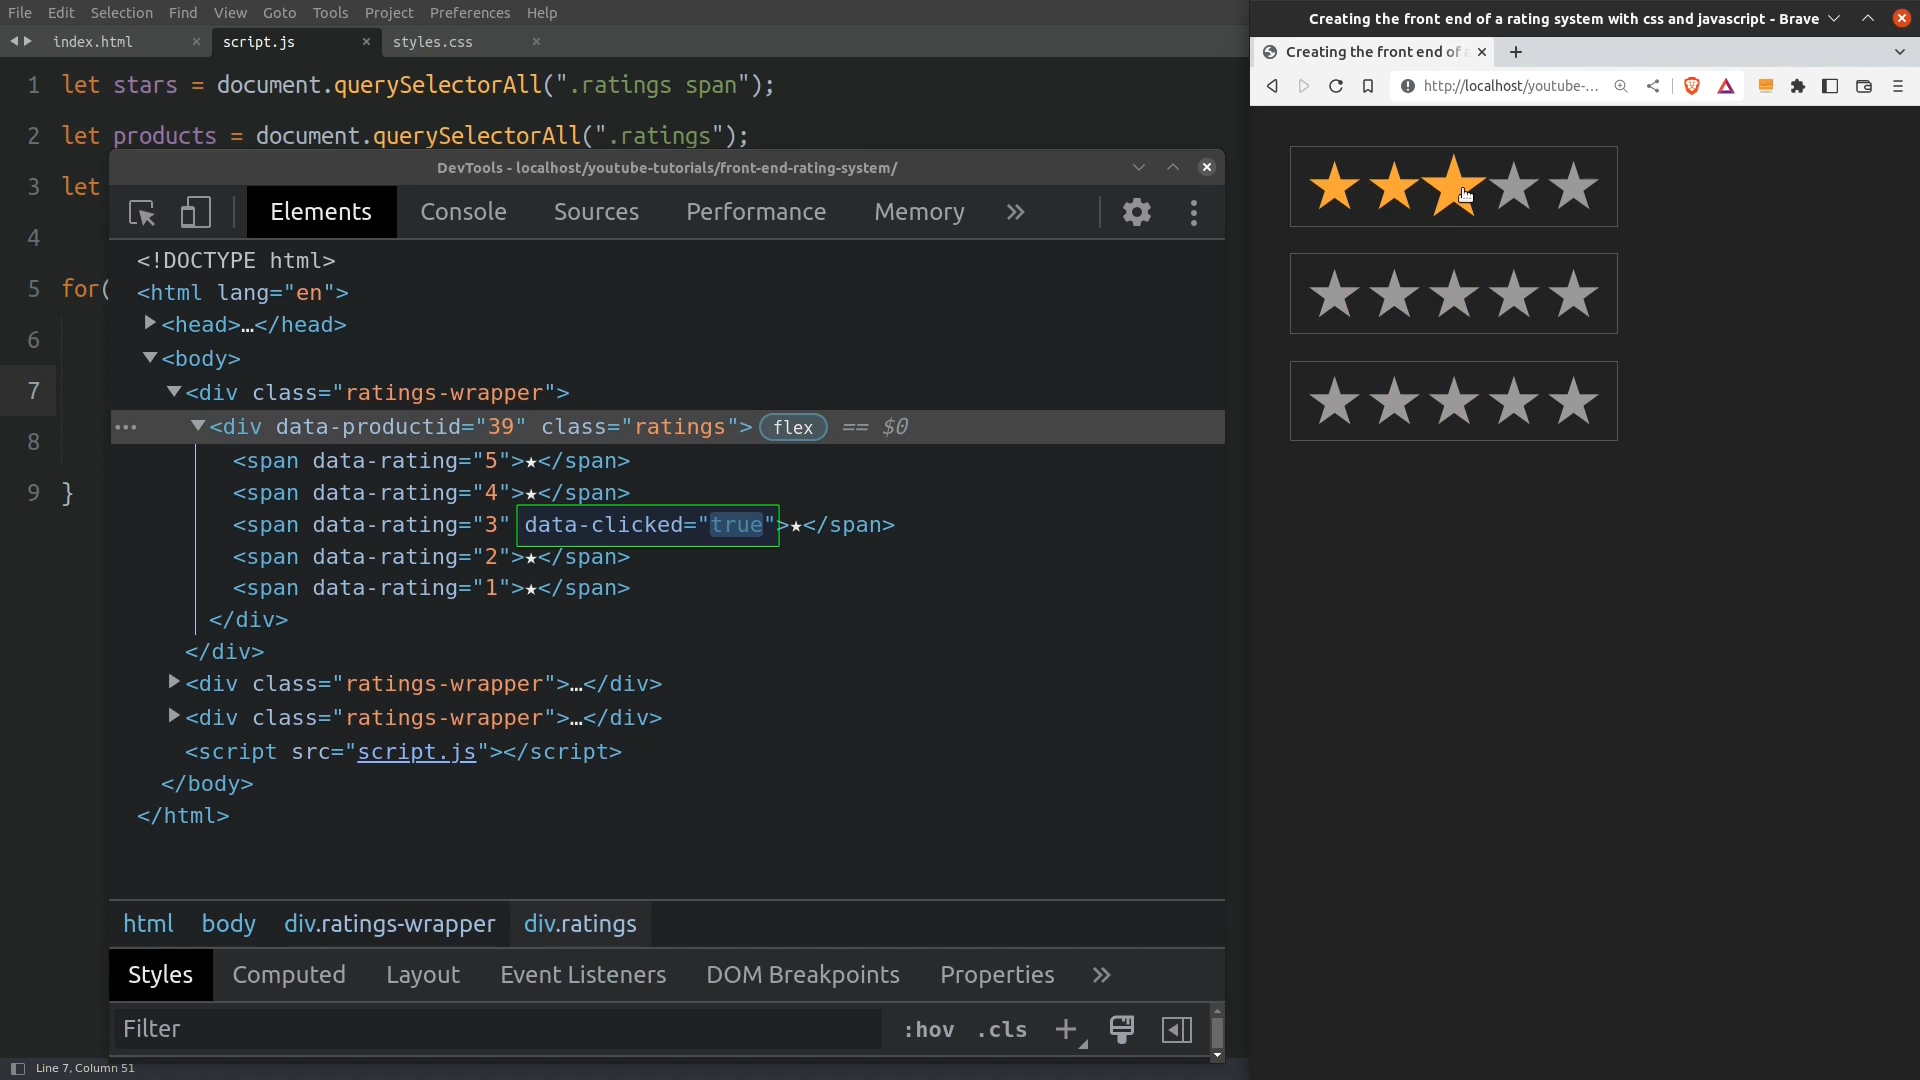 File Edit Selection Find View Goto Tools Project Preferences Help
index.html × script.js × styles.css ×
1 let stars = document.querySelectorAll(".ratings span");
2 let products = document.querySelectorAll(".ratings");
3 let
4
5 for(
6
7
8
9 }
DevTools - localhost/youtube-tutorials/front-end-rating-system/
Elements Console Sources Performance Memory »
<!DOCTYPE html>
<html lang="en">
<head>…</head>
<body>
<div class="ratings-wrapper">
<div data-productid="39" class="ratings"> flex == $0
<span data-rating="5">★</span>
<span data-rating="4">★</span>
<span data-rating="3" data-clicked="true">★</span>
<span data-rating="2">★</span>
<span data-rating="1">★</span>
</div>
</div>
<div class="ratings-wrapper">…</div>
<div class="ratings-wrapper">…</div>
<script src="script.js"></script>
</body>
</html>
html body div.ratings-wrapper div.ratings
Styles Computed Layout Event Listeners DOM Breakpoints Properties »
Filter :hov .cls +
Line 7, Column 51
Creating the front end of a rating system with css and javascript - Brave
Creating the front end of × +
http://localhost/youtube-...